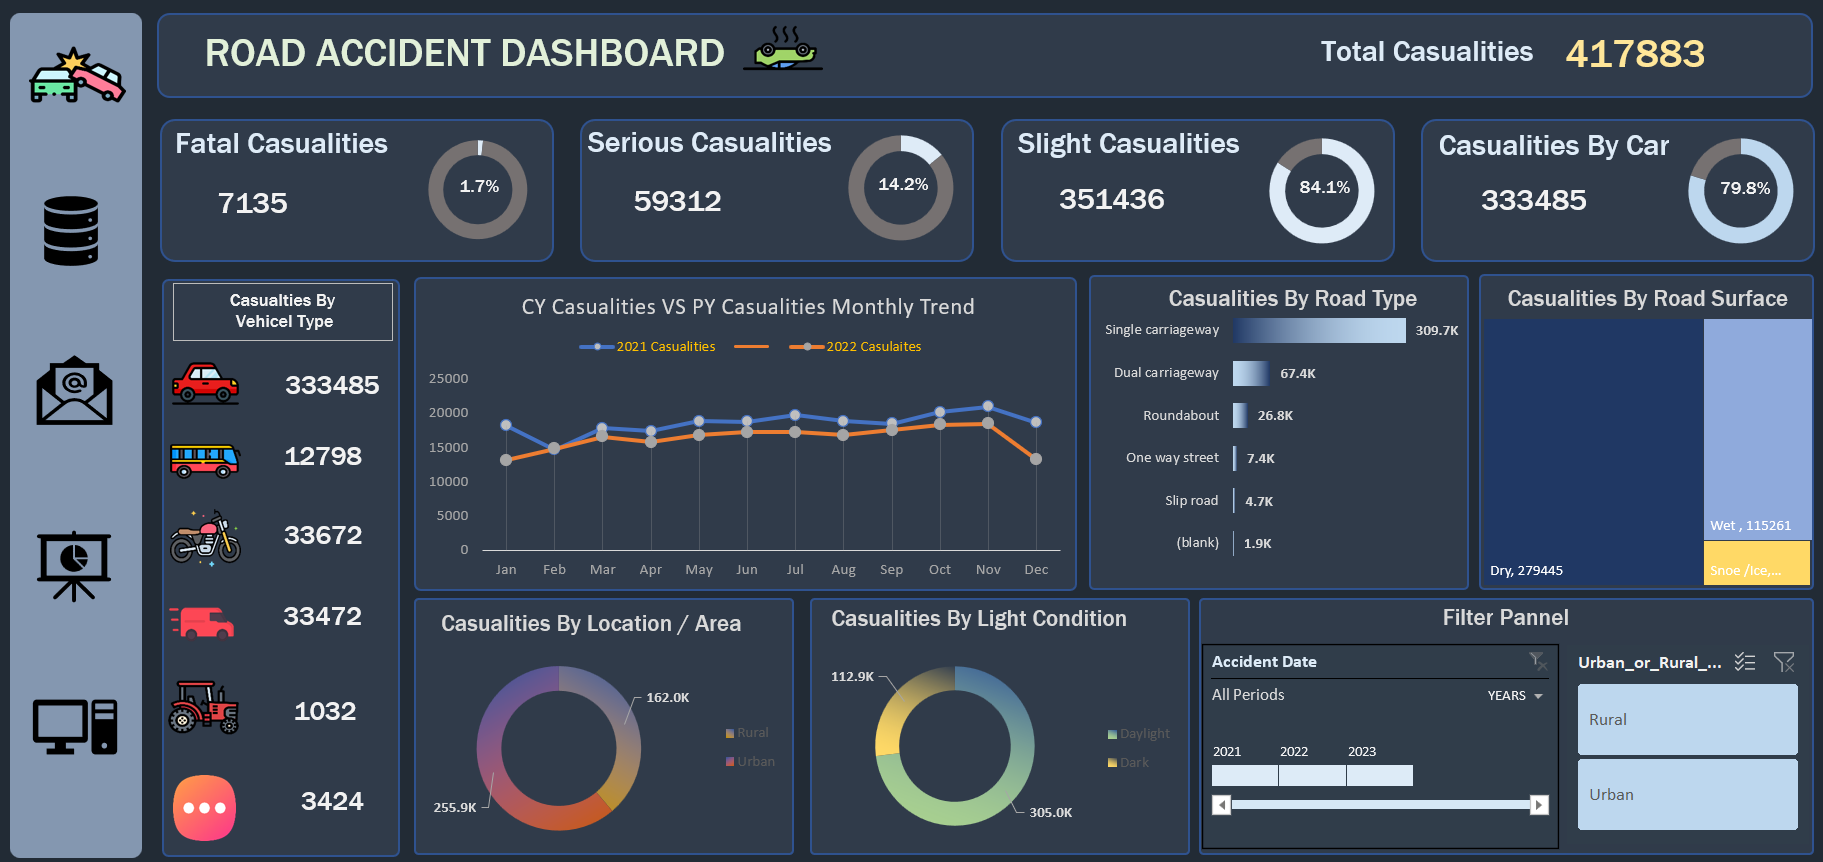 ROAD ACCIDENT DASHBOARD
Total Casualities 417883
Fatal Casualities
7135
1.7%
Serious Casualities
59312
14.2%
Slight Casualities
351436
84.1%
Casualities By Car
333485
79.8%
Casualties By
Vehicel Type
333485
12798
33672
33472
1032
3424
CY Casualities VS PY Casualities Monthly Trend
2021 Casualities 2022 Casulaites
25000
20000
15000
10000
5000
0
Jan Feb Mar Apr May Jun Jul Aug Sep Oct Nov Dec
Casualities By Road Type
Single carriageway 309.7K
Dual carriageway 67.4K
Roundabout 26.8K
One way street 7.4K
Slip road 4.7K
(blank) 1.9K
Casualities By Road Surface
Wet , 115261
Dry, 279445
Snoe /Ice,...
Casualities By Location / Area
162.0K
Rural
Urban
255.9K
Casualities By Light Condition
112.9K
Daylight
Dark
305.0K
Filter Pannel
Accident Date
All Periods YEARS
2021 2022 2023
Urban_or_Rural_...
Rural
Urban